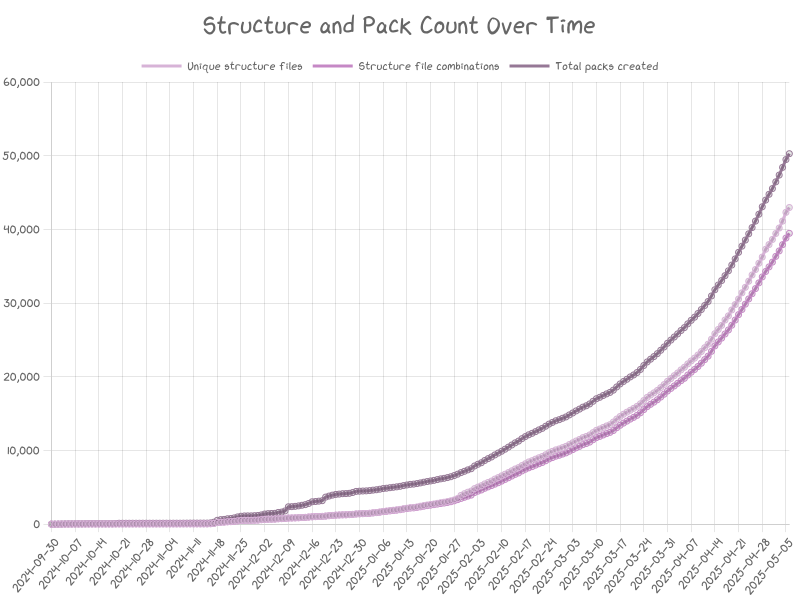 Structure and Pack Count Over Time
Unique structure files Structure file combinations Total packs created
60,000
50,000
40,000
30,000
20,000
10,000
0
2024-09-30 2024-10-07 2024-10-14 2024-10-21 2024-10-28 2024-11-04 2024-11-11 2024-11-18 2024-11-25 2024-12-02 2024-12-09 2024-12-16 2024-12-23 2024-12-30 2025-01-06 2025-01-13 2025-01-20 2025-01-27 2025-02-03 2025-02-10 2025-02-17 2025-02-24 2025-03-03 2025-03-10 2025-03-17 2025-03-24 2025-03-31 2025-04-07 2025-04-14 2025-04-21 2025-04-28 2025-05-05